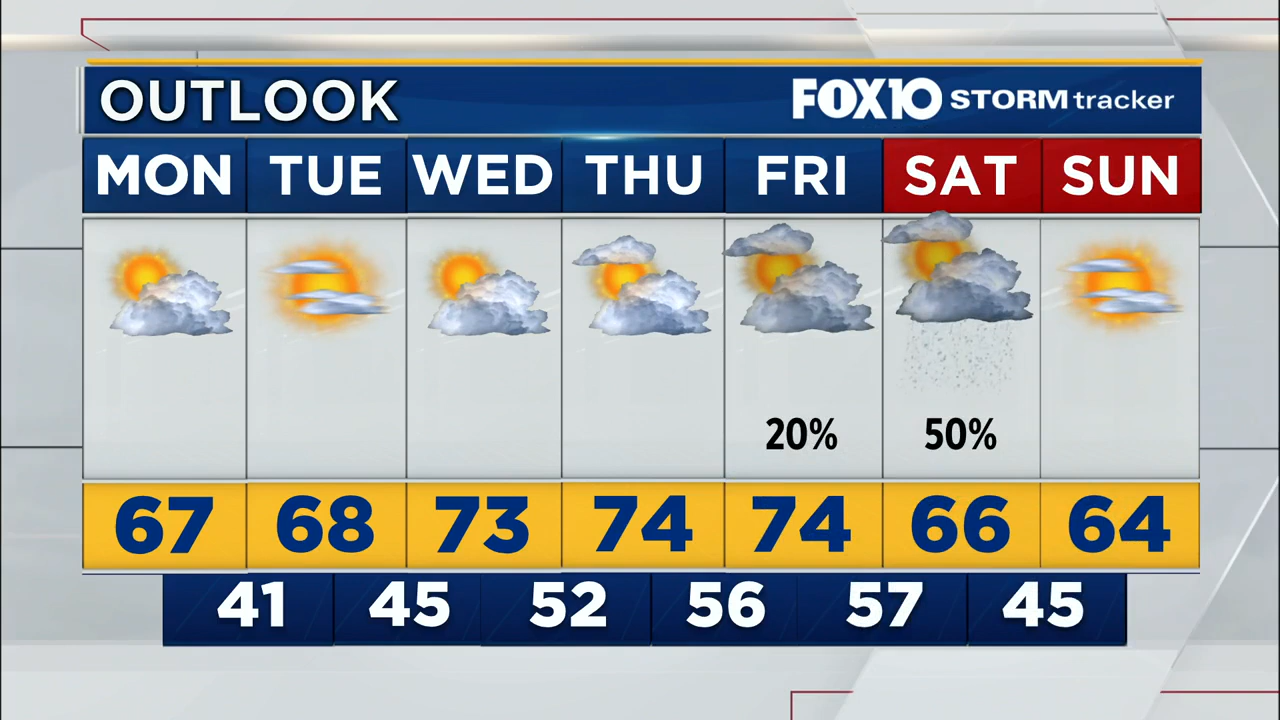 OUTLOOK FOX10 STORM tracker
MON TUE WED THU FRI SAT SUN
20% 50%
67 68 73 74 74 66 64
41 45 52 56 57 45